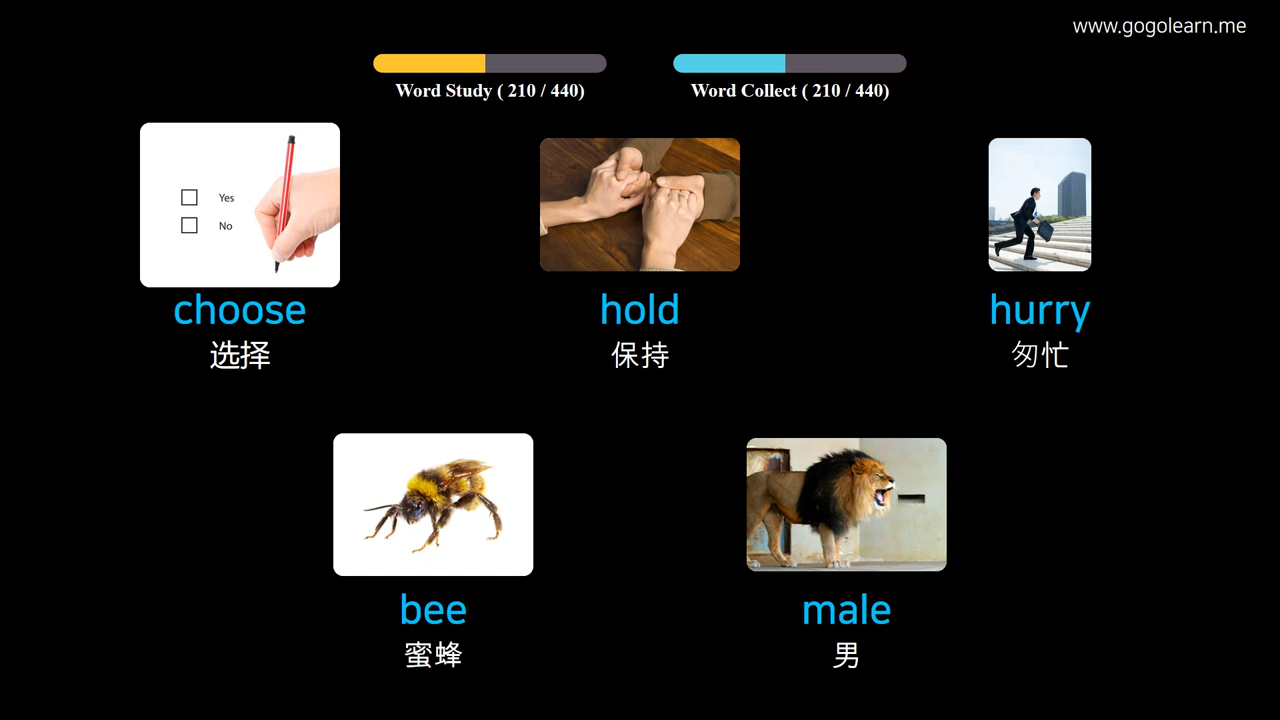 www.gogolearn.me
Word Study ( 210 / 440)
Word Collect ( 210 / 440)
Yes
No
choose
选择
hold
保持
hurry
匆忙
bee
蜜蜂
male
男